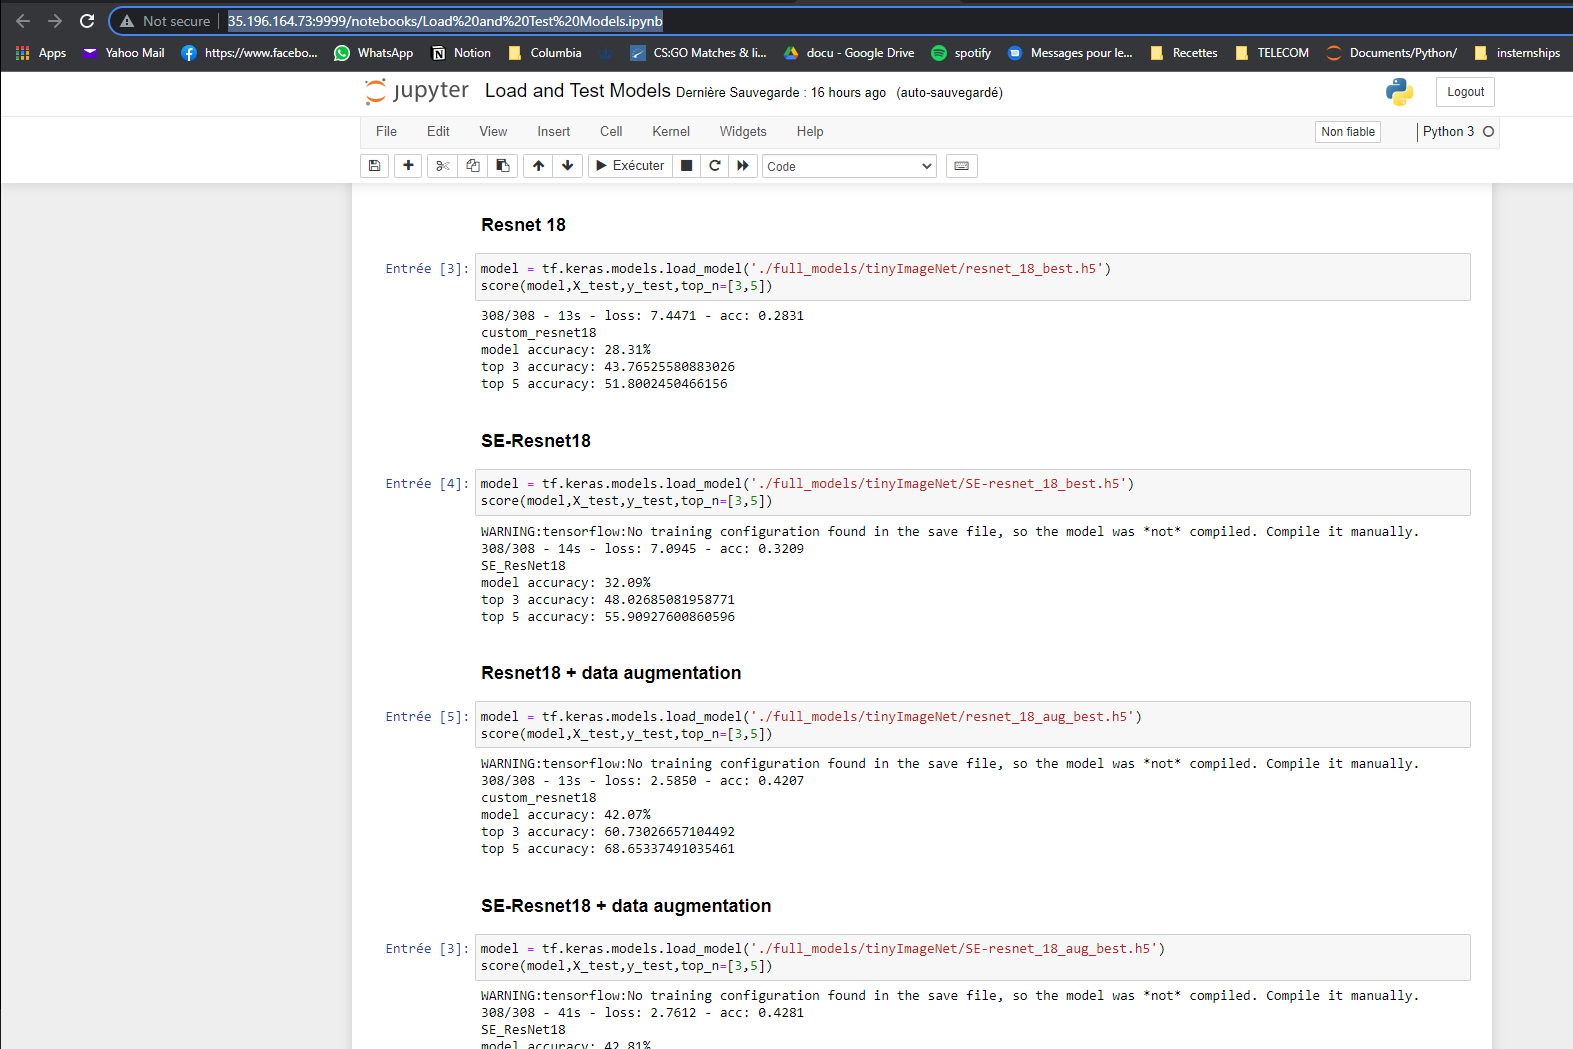 Not secure | 35.196.164.73:9999/notebooks/Load%20and%20Test%20Models.ipynb
Apps Yahoo Mail https://www.facebo... WhatsApp Notion Columbia CS:GO Matches & li... docu - Google Drive spotify Messages pour le... Recettes TELECOM Documents/Python/ insternships
jupyter Load and Test Models Dernière Sauvegarde : 16 hours ago (auto-sauvegardé) Logout
File Edit View Insert Cell Kernel Widgets Help Non fiable Python 3
Exécuter Code
Resnet 18
Entrée [3]: model = tf.keras.models.load_model('./full_models/tinyImageNet/resnet_18_best.h5')
score(model,X_test,y_test,top_n=[3,5])
308/308 - 13s - loss: 7.4471 - acc: 0.2831
custom_resnet18
model accuracy: 28.31%
top 3 accuracy: 43.76525580883026
top 5 accuracy: 51.8002450466156
SE-Resnet18
Entrée [4]: model = tf.keras.models.load_model('./full_models/tinyImageNet/SE-resnet_18_best.h5')
score(model,X_test,y_test,top_n=[3,5])
WARNING:tensorflow:No training configuration found in the save file, so the model was *not* compiled. Compile it manually.
308/308 - 14s - loss: 7.0945 - acc: 0.3209
SE_ResNet18
model accuracy: 32.09%
top 3 accuracy: 48.02685081958771
top 5 accuracy: 55.90927600860596
Resnet18 + data augmentation
Entrée [5]: model = tf.keras.models.load_model('./full_models/tinyImageNet/resnet_18_aug_best.h5')
score(model,X_test,y_test,top_n=[3,5])
WARNING:tensorflow:No training configuration found in the save file, so the model was *not* compiled. Compile it manually.
308/308 - 13s - loss: 2.5850 - acc: 0.4207
custom_resnet18
model accuracy: 42.07%
top 3 accuracy: 60.73026657104492
top 5 accuracy: 68.65337491035461
SE-Resnet18 + data augmentation
Entrée [3]: model = tf.keras.models.load_model('./full_models/tinyImageNet/SE-resnet_18_aug_best.h5')
score(model,X_test,y_test,top_n=[3,5])
WARNING:tensorflow:No training configuration found in the save file, so the model was *not* compiled. Compile it manually.
308/308 - 41s - loss: 2.7612 - acc: 0.4281
SE_ResNet18
model accuracy: 42.81%